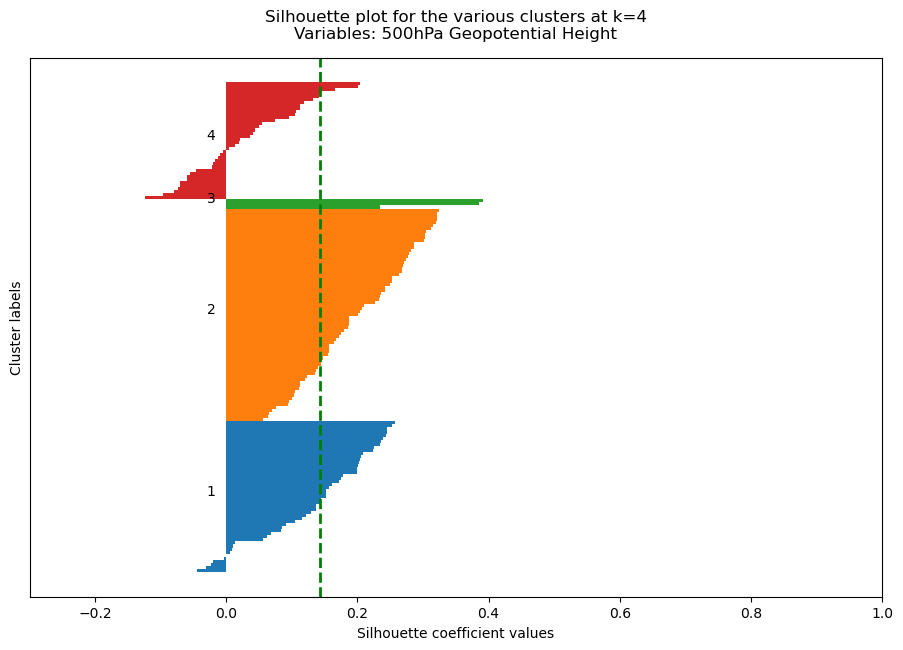 Silhouette plot for the various clusters at k=4
Variables: 500hPa Geopotential Height
Cluster labels
4
3
2
1
−0.2 0.0 0.2 0.4 0.6 0.8 1.0
Silhouette coefficient values